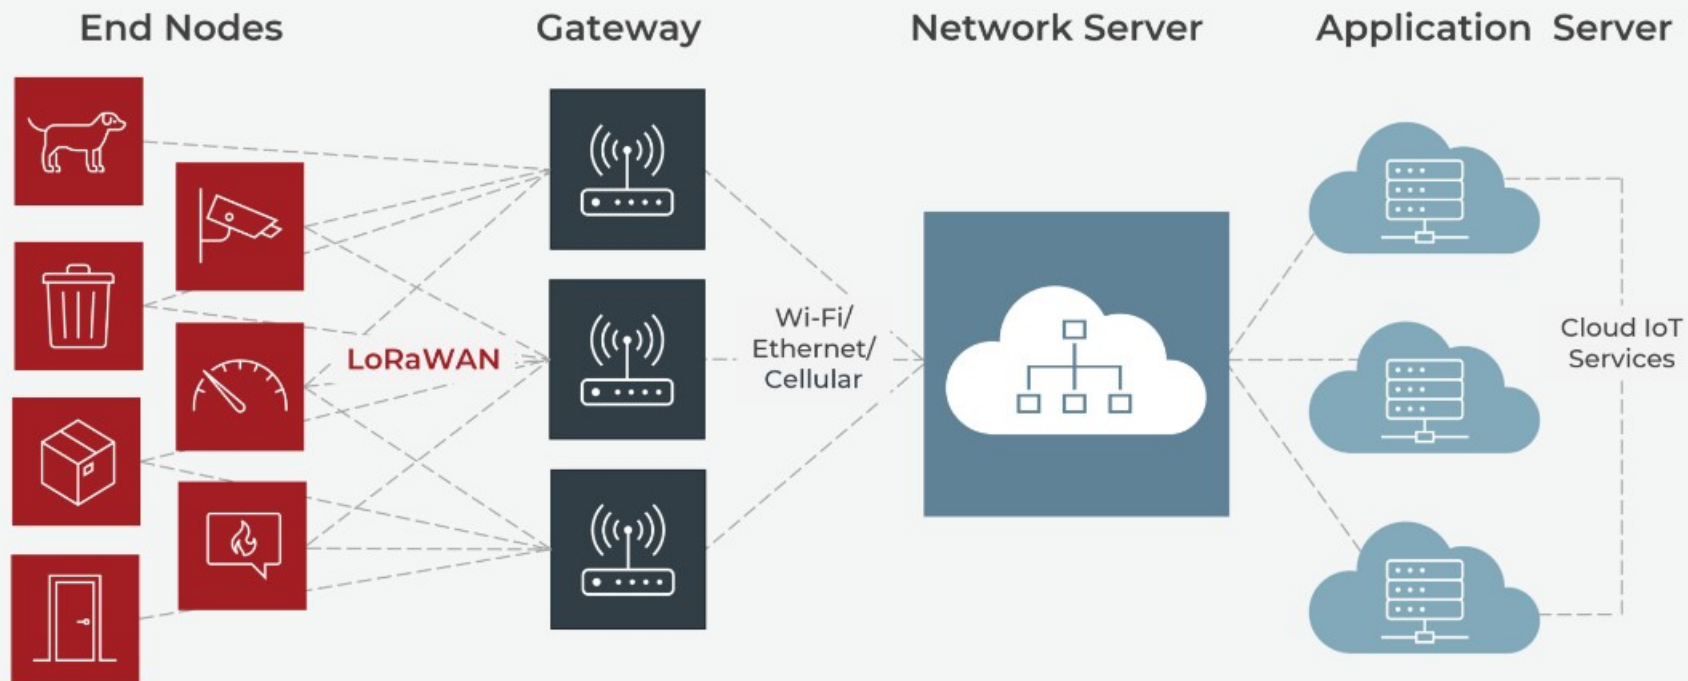 End Nodes
Gateway
Network Server
Application Server
LoRaWAN
Wi-Fi/
Ethernet/
Cellular
Cloud IoT
Services